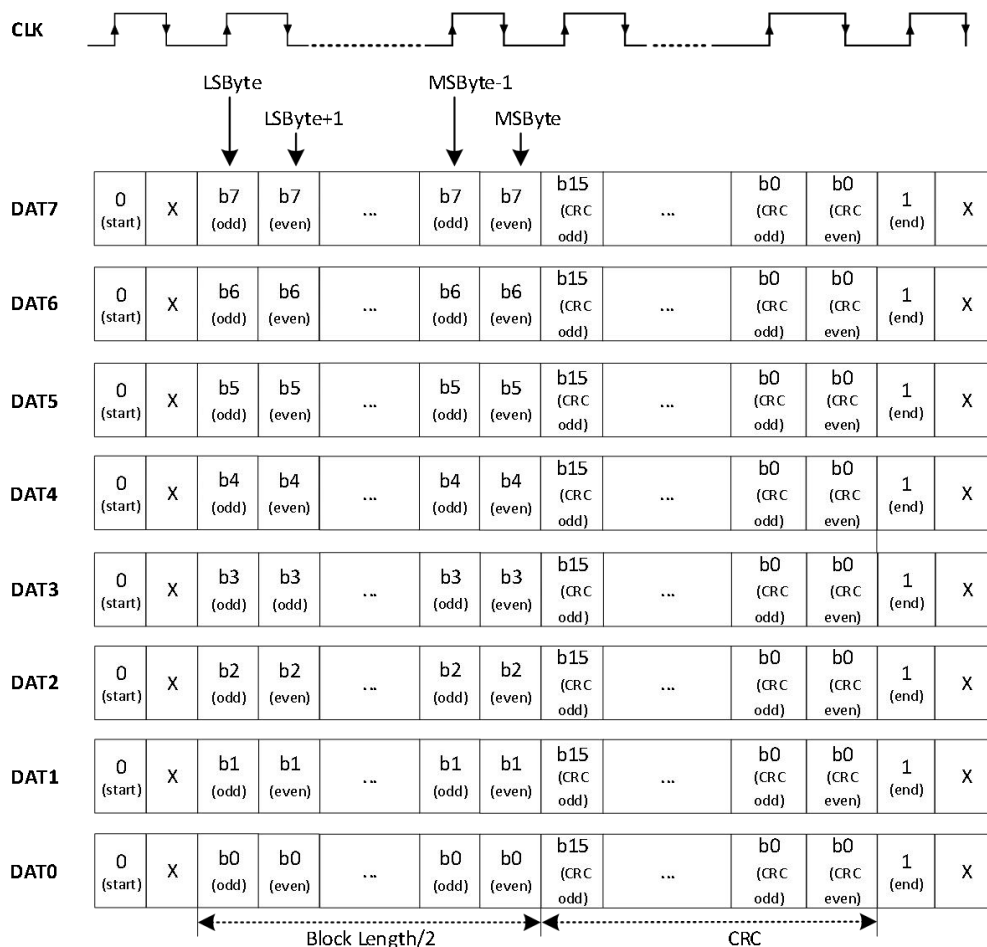 CLK
LSByte MSByte-1
LSByte+1 MSByte
DAT7 0 (start) X b7 (odd) b7 (even) ... b7 (odd) b7 (even) b15 (CRC odd) ... b0 (CRC odd) b0 (CRC even) 1 (end) X
DAT6 0 (start) X b6 (odd) b6 (even) ... b6 (odd) b6 (even) b15 (CRC odd) ... b0 (CRC odd) b0 (CRC even) 1 (end) X
DAT5 0 (start) X b5 (odd) b5 (even) ... b5 (odd) b5 (even) b15 (CRC odd) ... b0 (CRC odd) b0 (CRC even) 1 (end) X
DAT4 0 (start) X b4 (odd) b4 (even) ... b4 (odd) b4 (even) b15 (CRC odd) ... b0 (CRC odd) b0 (CRC even) 1 (end) X
DAT3 0 (start) X b3 (odd) b3 (odd) ... b3 (odd) b3 (even) b15 (CRC odd) ... b0 (CRC odd) b0 (CRC even) 1 (end) X
DAT2 0 (start) X b2 (odd) b2 (even) ... b2 (odd) b2 (even) b15 (CRC odd) ... b0 (CRC odd) b0 (CRC even) 1 (end) X
DAT1 0 (start) X b1 (odd) b1 (even) ... b1 (odd) b1 (even) b15 (CRC odd) ... b0 (CRC odd) b0 (CRC even) 1 (end) X
DAT0 0 (start) X b0 (odd) b0 (even) ... b0 (odd) b0 (even) b15 (CRC odd) ... b0 (CRC odd) b0 (CRC even) 1 (end) X
Block Length/2 CRC